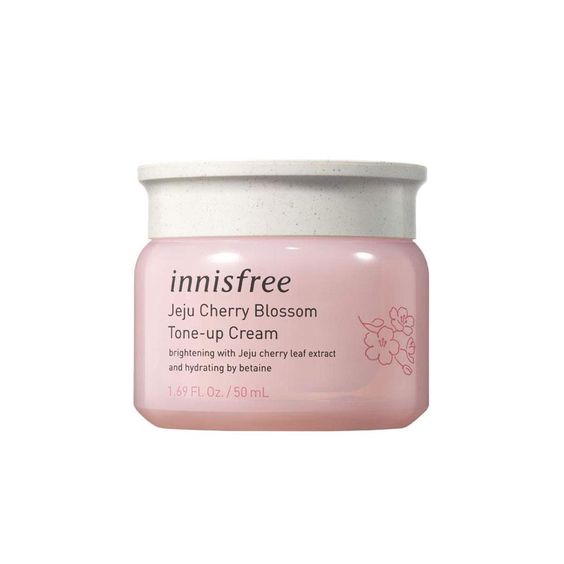 innisfree
Jeju Cherry Blossom
Tone-up Cream
brightening with Jeju cherry leaf extract
and hydrating by betaine
1.69 FL. Oz. / 50 mL